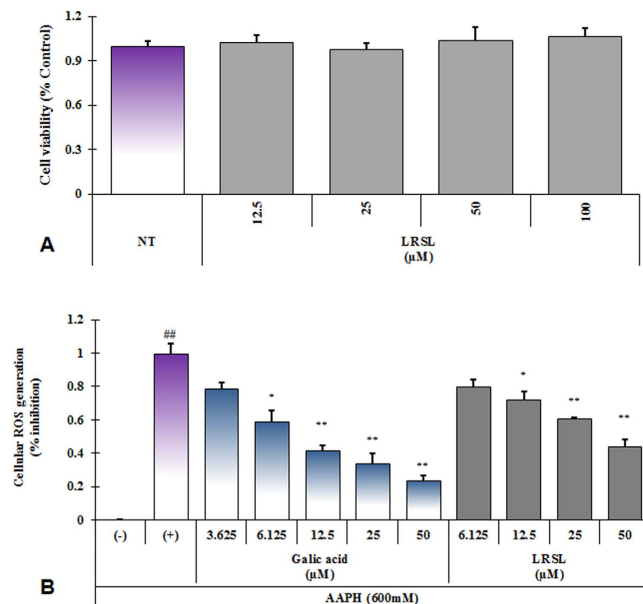 1.2
0.9
0.6
0.3
0
Cell viability (% Control)
12.5
25
50
100
NT
LRSL
(µM)
A
1.2
1
0.8
0.6
0.4
0.2
0
Cellular ROS generation
(% inhibition)
##
*
**
**
**
*
**
**
(-)
(+)
3.625
6.125
12.5
25
50
6.125
12.5
25
50
Galic acid
(µM)
LRSL
(µM)
B
AAPH (600mM)